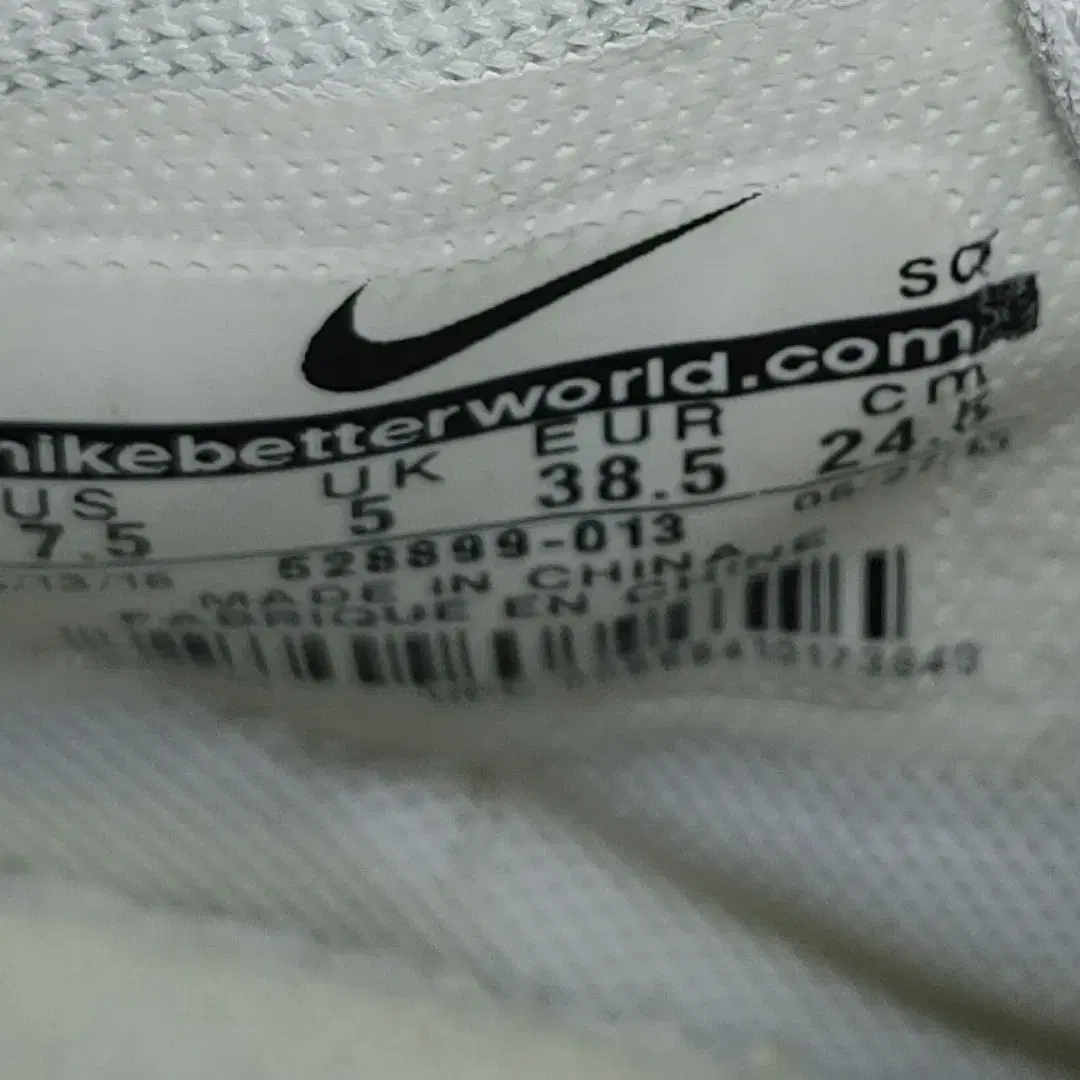 SQ
nikebetterworld.com
US UK EUR cm
7.5 5 38.5 24.5
528899-013
MADE IN CHINA
FABRIQUE EN CHINE